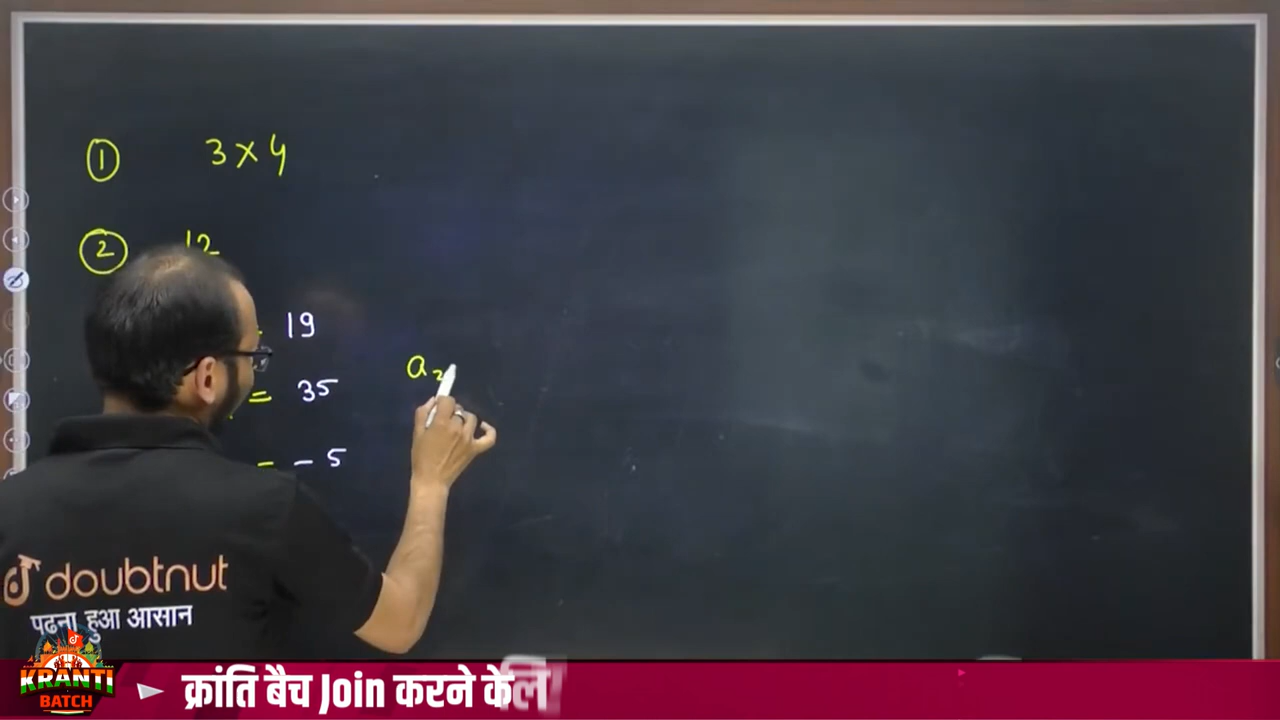 ① 3 × 4
② 12
= 19
= 35
= - 5
a₂
doubtnut
पढ़ना हुआ आसान
KRANTI
BATCH
क्रांति बैच Join करने के लि